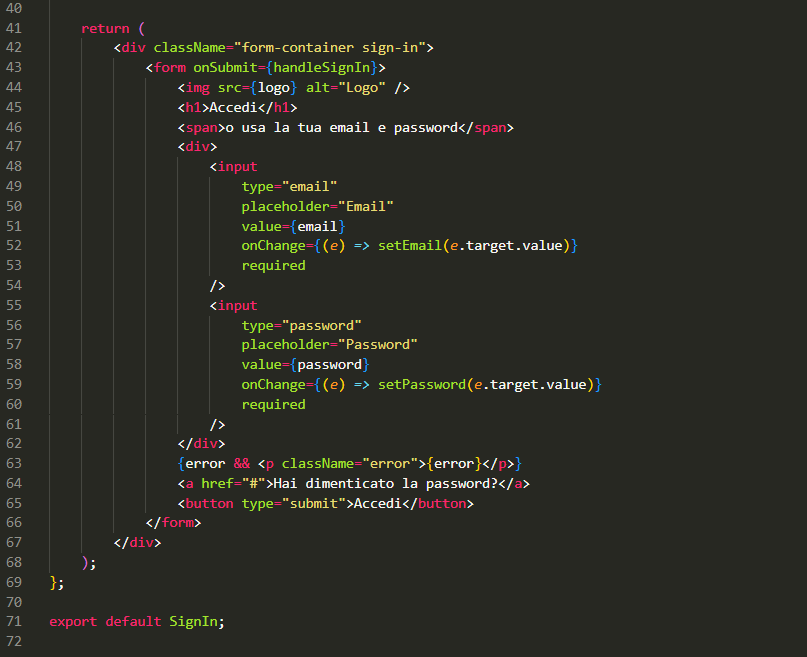 40
41 return (
42 <div className="form-container sign-in">
43 <form onSubmit={handleSignIn}>
44 <img src={logo} alt="Logo" />
45 <h1>Accedi</h1>
46 <span>o usa la tua email e password</span>
47 <div>
48 <input
49 type="email"
50 placeholder="Email"
51 value={email}
52 onChange={(e) => setEmail(e.target.value)}
53 required
54 />
55 <input
56 type="password"
57 placeholder="Password"
58 value={password}
59 onChange={(e) => setPassword(e.target.value)}
60 required
61 />
62 </div>
63 {error && <p className="error">{error}</p>}
64 <a href="#">Hai dimenticato la password?</a>
65 <button type="submit">Accedi</button>
66 </form>
67 </div>
68 );
69 };
70
71 export default SignIn;
72